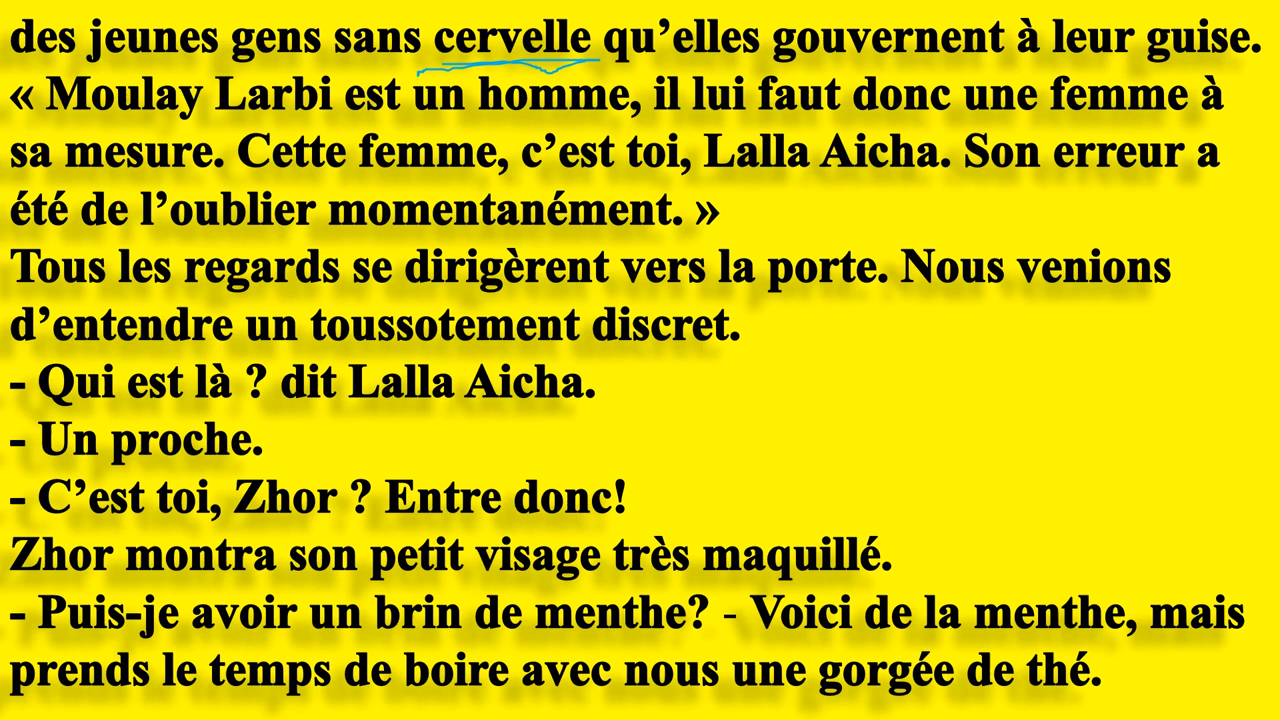 des jeunes gens sans cervelle qu’elles gouvernent à leur guise.
« Moulay Larbi est un homme, il lui faut donc une femme à
sa mesure. Cette femme, c’est toi, Lalla Aicha. Son erreur a
été de l’oublier momentanément. »
Tous les regards se dirigèrent vers la porte. Nous venions
d’entendre un toussotement discret.
- Qui est là ? dit Lalla Aicha.
- Un proche.
- C’est toi, Zhor ? Entre donc!
Zhor montra son petit visage très maquillé.
- Puis-je avoir un brin de menthe? - Voici de la menthe, mais
prends le temps de boire avec nous une gorgée de thé.